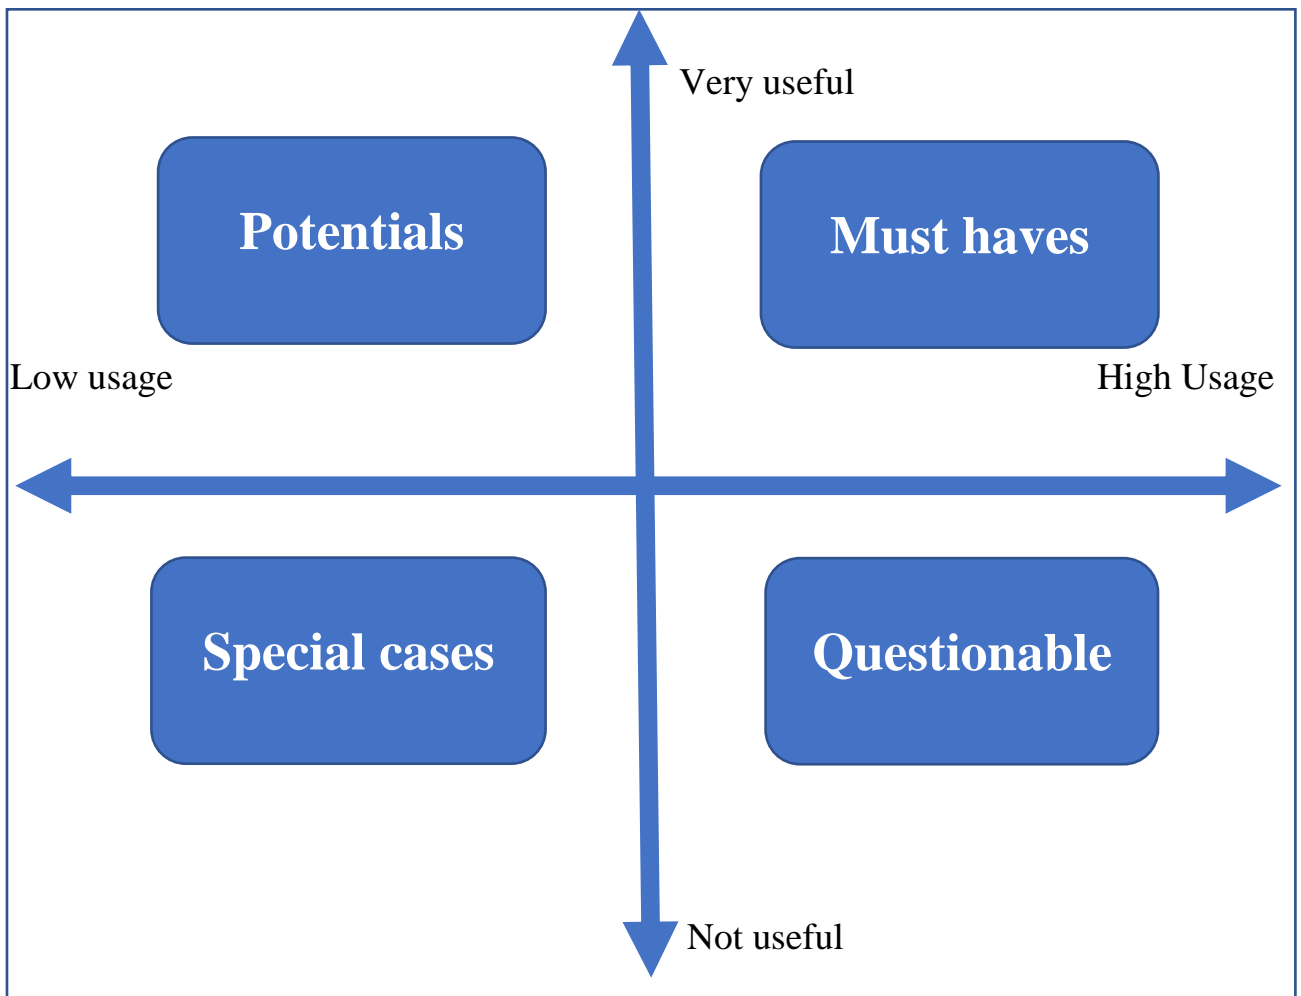 Very useful
Potentials
Must haves
Low usage
High Usage
Special cases
Questionable
Not useful